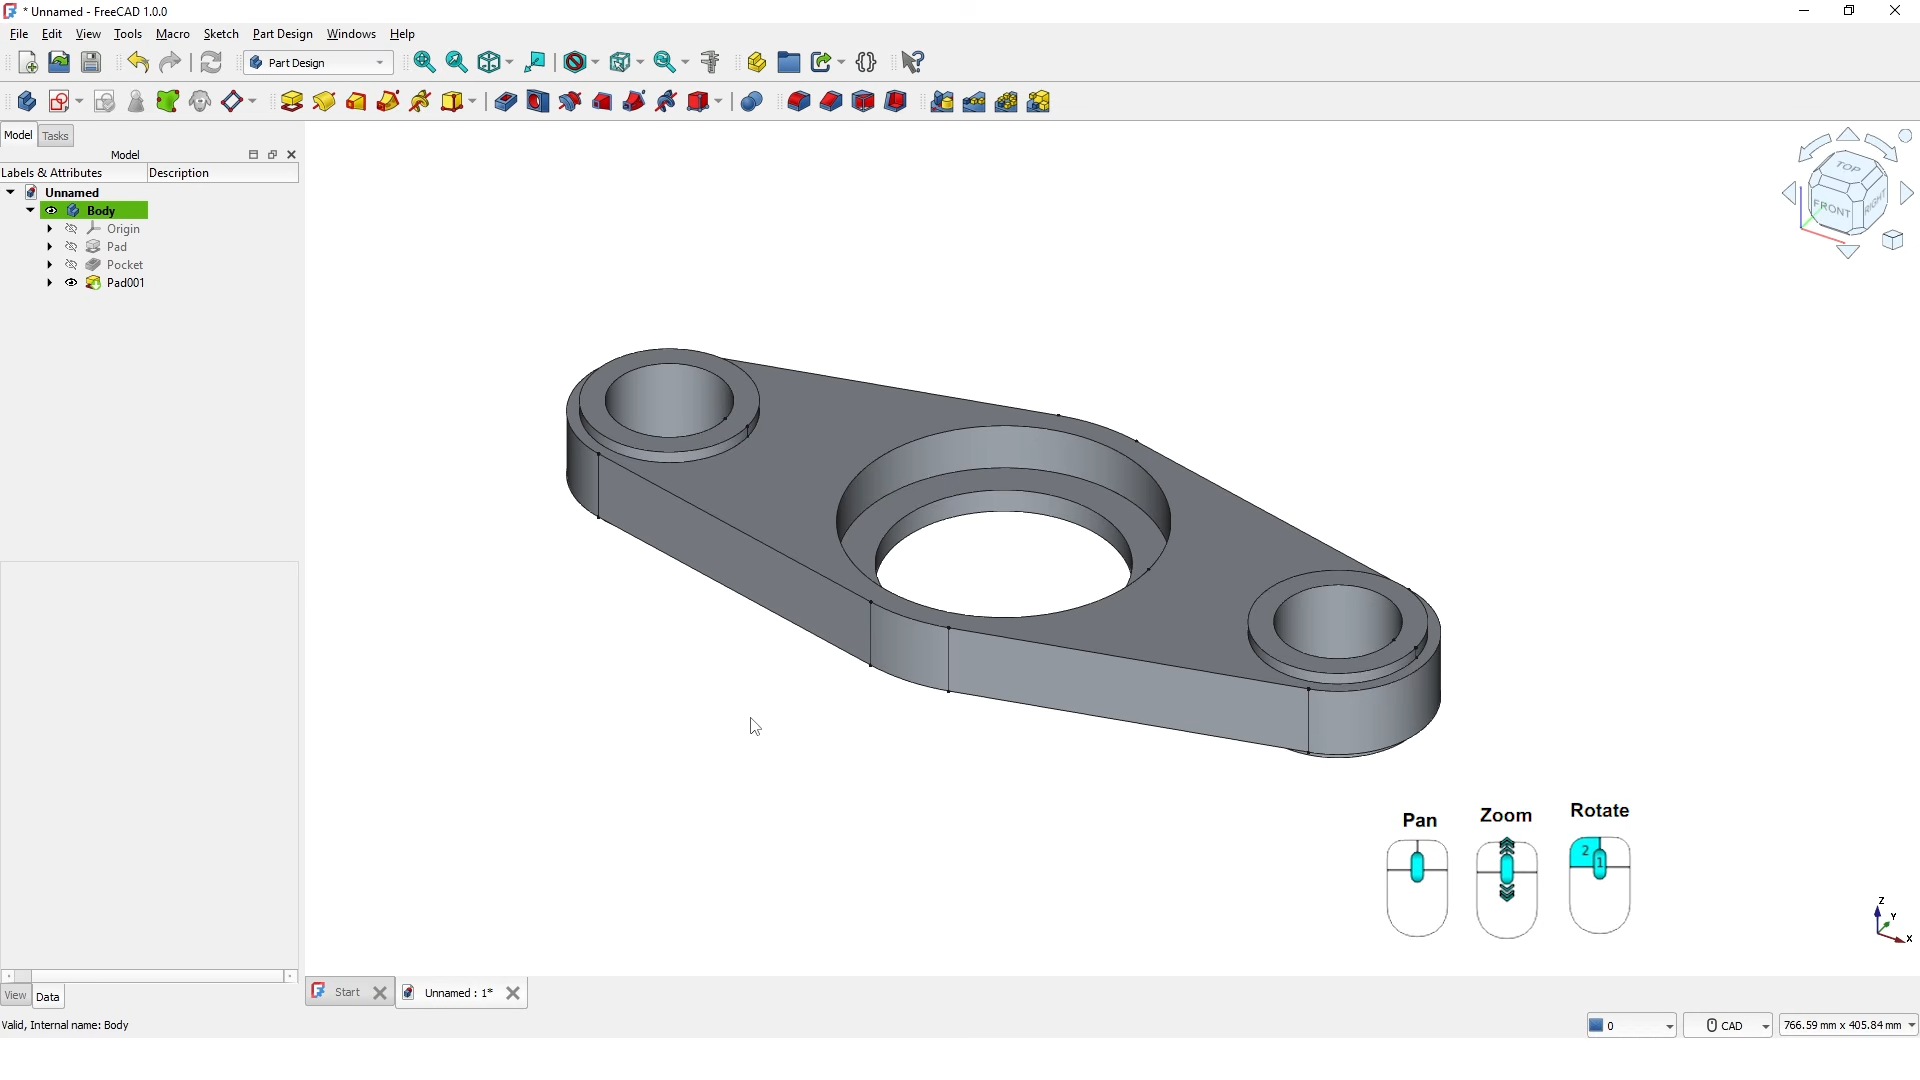 * Unnamed - FreeCAD 1.0.0
File Edit View Tools Macro Sketch Part Design Windows Help
Part Design
Model Tasks
Model
Labels & Attributes Description
Unnamed
Body
Origin
Pad
Pocket
Pad001
TOP
FRONT
RIGHT
Pan Zoom Rotate
2
1
Z
Y
X
View Data
Start
Unnamed : 1*
Valid, Internal name: Body
0
CAD
766.59 mm x 405.84 mm